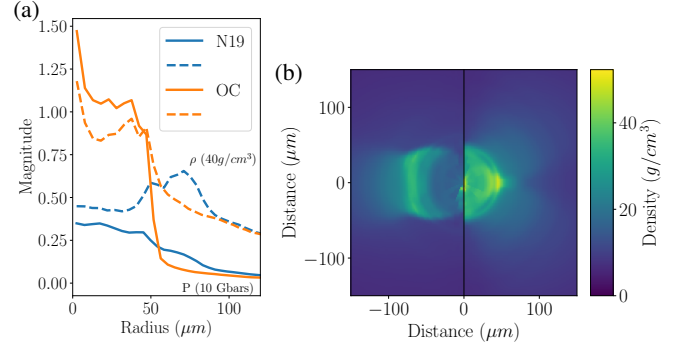 (a)
1.50
1.25
1.00
0.75
0.50
0.25
0.00
Magnitude
N19
OC
ρ (40g/cm³)
P (10 Gbars)
0
50
100
Radius (μm)
(b)
100
0
−100
Distance (μm)
−100
0
100
Distance (μm)
40
20
0
Density (g/cm³)